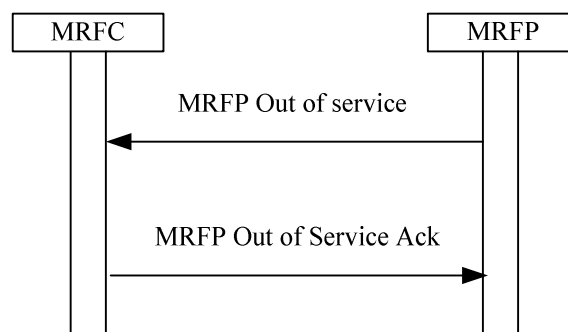 MRFC
MRFP
MRFP Out of service
MRFP Out of Service Ack